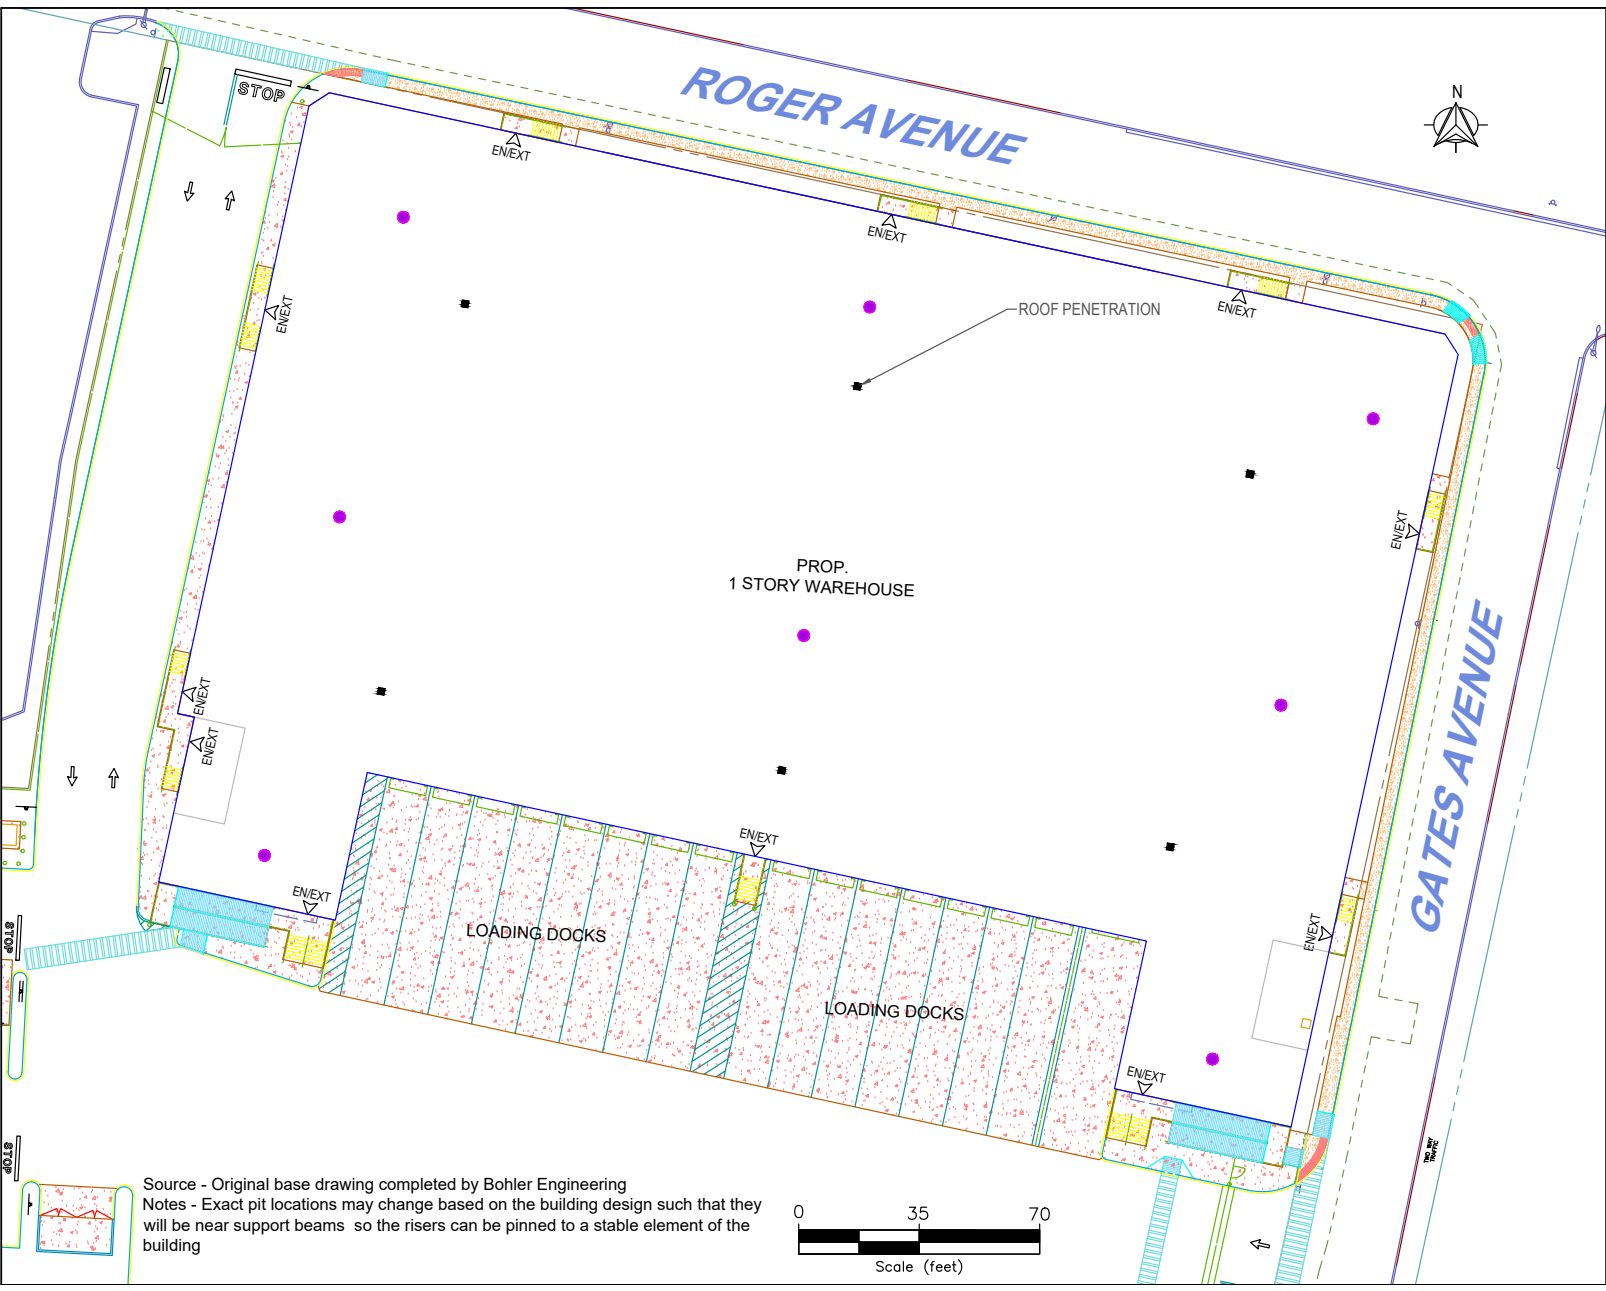 ROGER AVENUE
N
STOP
EN/EXT
EN/EXT
EN/EXT
EN/EXT
ROOF PENETRATION
EN/EXT
PROP.
1 STORY WAREHOUSE
GATES AVENUE
EN/EXT
EN/EXT
EN/EXT
EN/EXT
EN/EXT
LOADING DOCKS
LOADING DOCKS
EN/EXT
STOP
STOP
TWO WAY
TRAFFIC
Source - Original base drawing completed by Bohler Engineering
Notes - Exact pit locations may change based on the building design such that they
will be near support beams so the risers can be pinned to a stable element of the
building
0 35 70
Scale (feet)